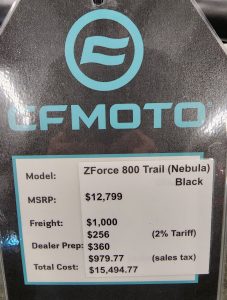 CFMOTO
Model: ZForce 800 Trail (Nebula)
Black
MSRP: $12,799
Freight: $1,000
$256 (2% Tariff)
Dealer Prep: $360
$979.77 (sales tax)
Total Cost: $15,494.77